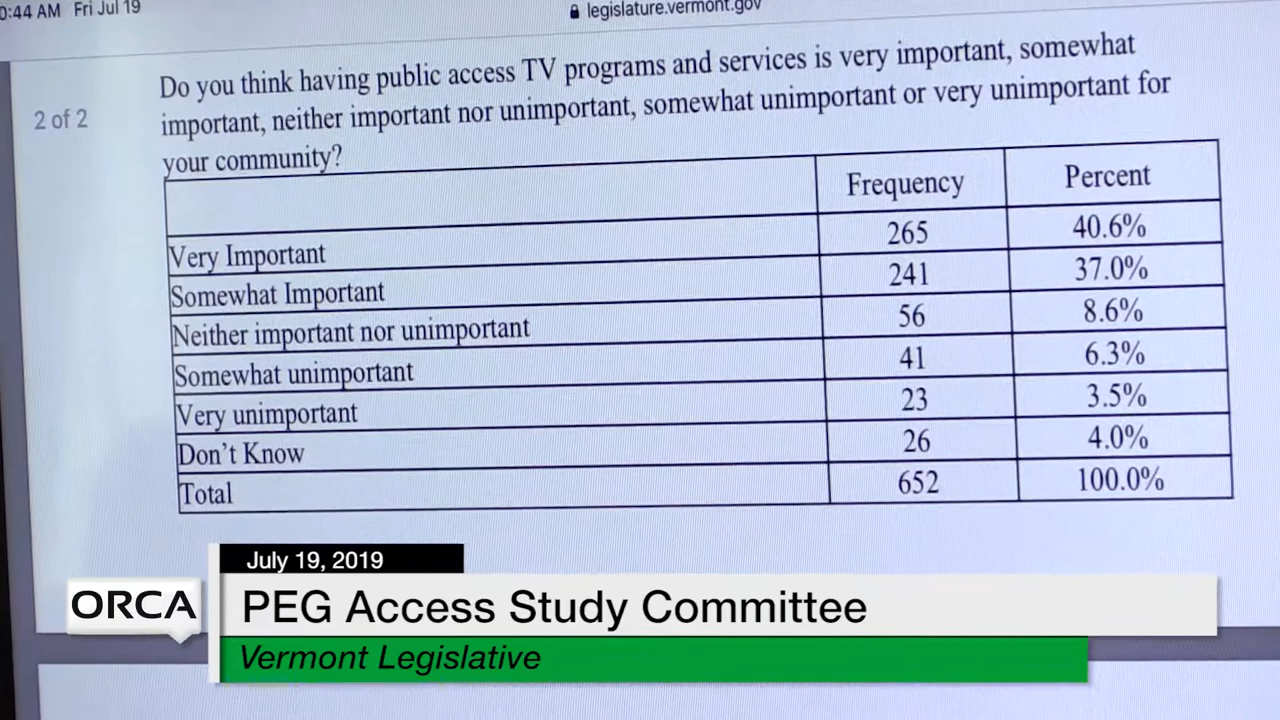 0:44 AM Fri Jul 19
legislature.vermont.gov
2 of 2
Do you think having public access TV programs and services is very important, somewhat
important, neither important nor unimportant, somewhat unimportant or very unimportant for
your community?
Frequency Percent
Very Important 265 40.6%
Somewhat Important 241 37.0%
Neither important nor unimportant 56 8.6%
Somewhat unimportant 41 6.3%
Very unimportant 23 3.5%
Don't Know 26 4.0%
Total 652 100.0%
July 19, 2019
ORCA
PEG Access Study Committee
Vermont Legislative